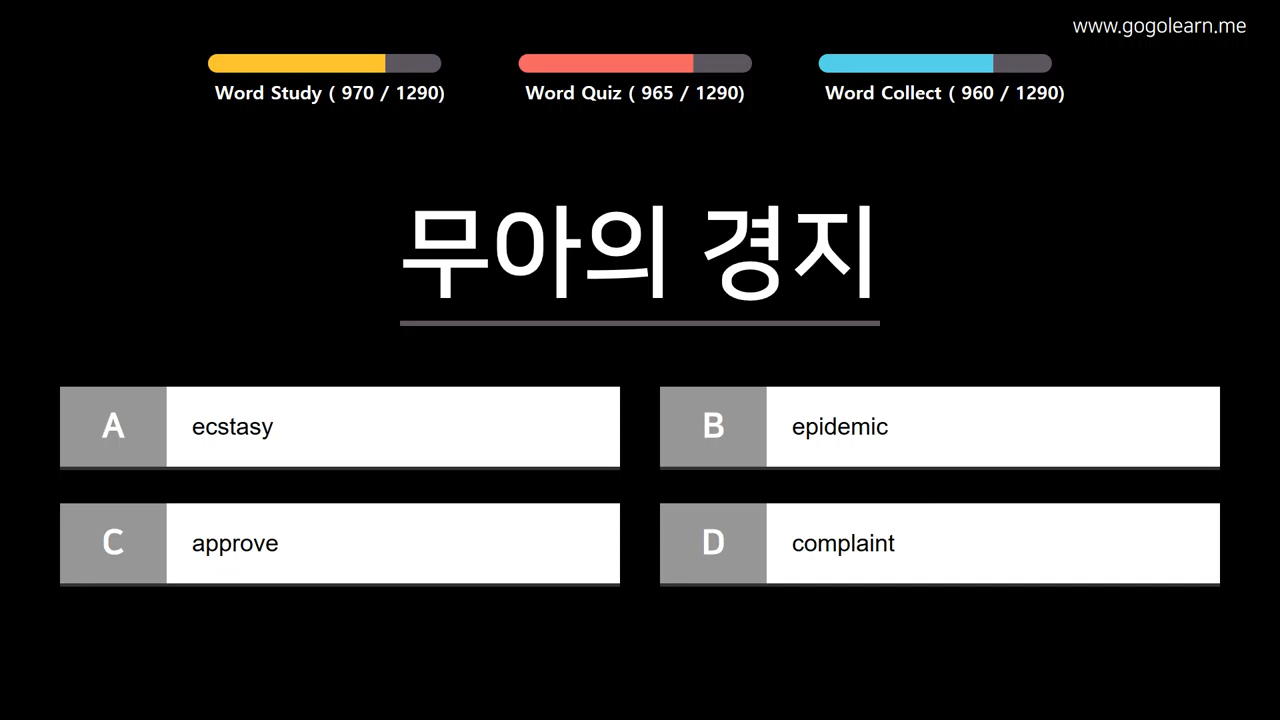 www.gogolearn.me
Word Study ( 970 / 1290)
Word Quiz ( 965 / 1290)
Word Collect ( 960 / 1290)
무아의 경지
A ecstasy
B epidemic
C approve
D complaint